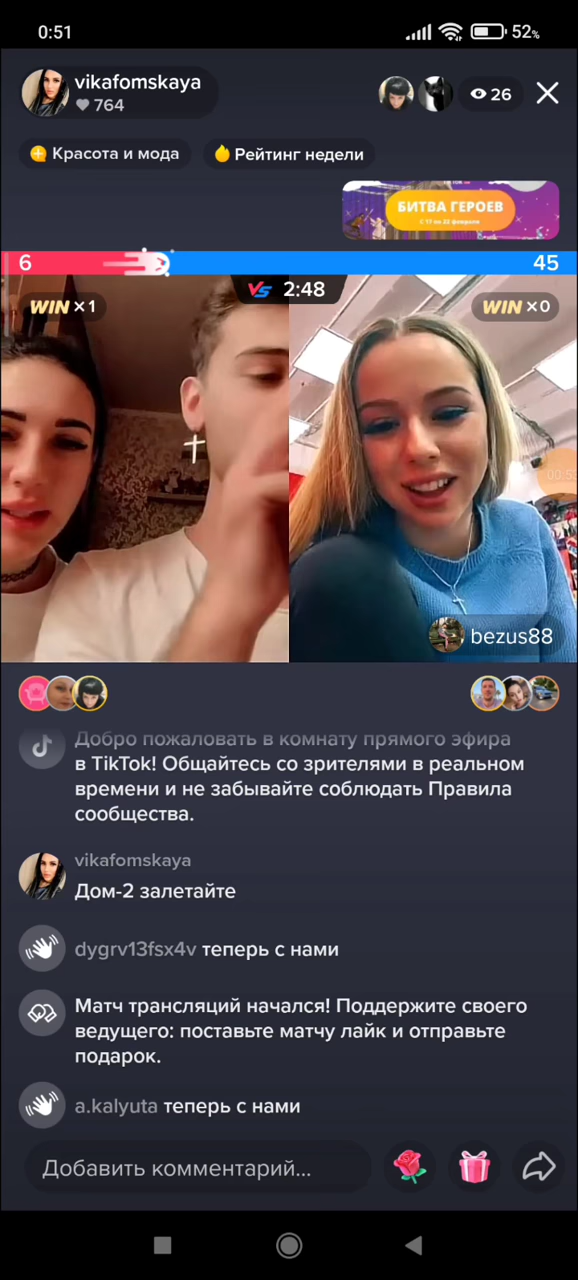 0:51
52%
vikafomskaya
764
26
Красота и мода
Рейтинг недели
БИТВА ГЕРОЕВ
6
45
WIN x1
VS 2:48
WIN x0
bezus88
Добро пожаловать в комнату прямого эфира
в TikTok! Общайтесь со зрителями в реальном
времени и не забывайте соблюдать Правила
сообщества.
vikafomskaya
Дом-2 залетайте
dygrv13fsx4v теперь с нами
Матч трансляций начался! Поддержите своего
ведущего: поставьте матчу лайк и отправьте
подарок.
a.kalyuta теперь с нами
Добавить комментарий...